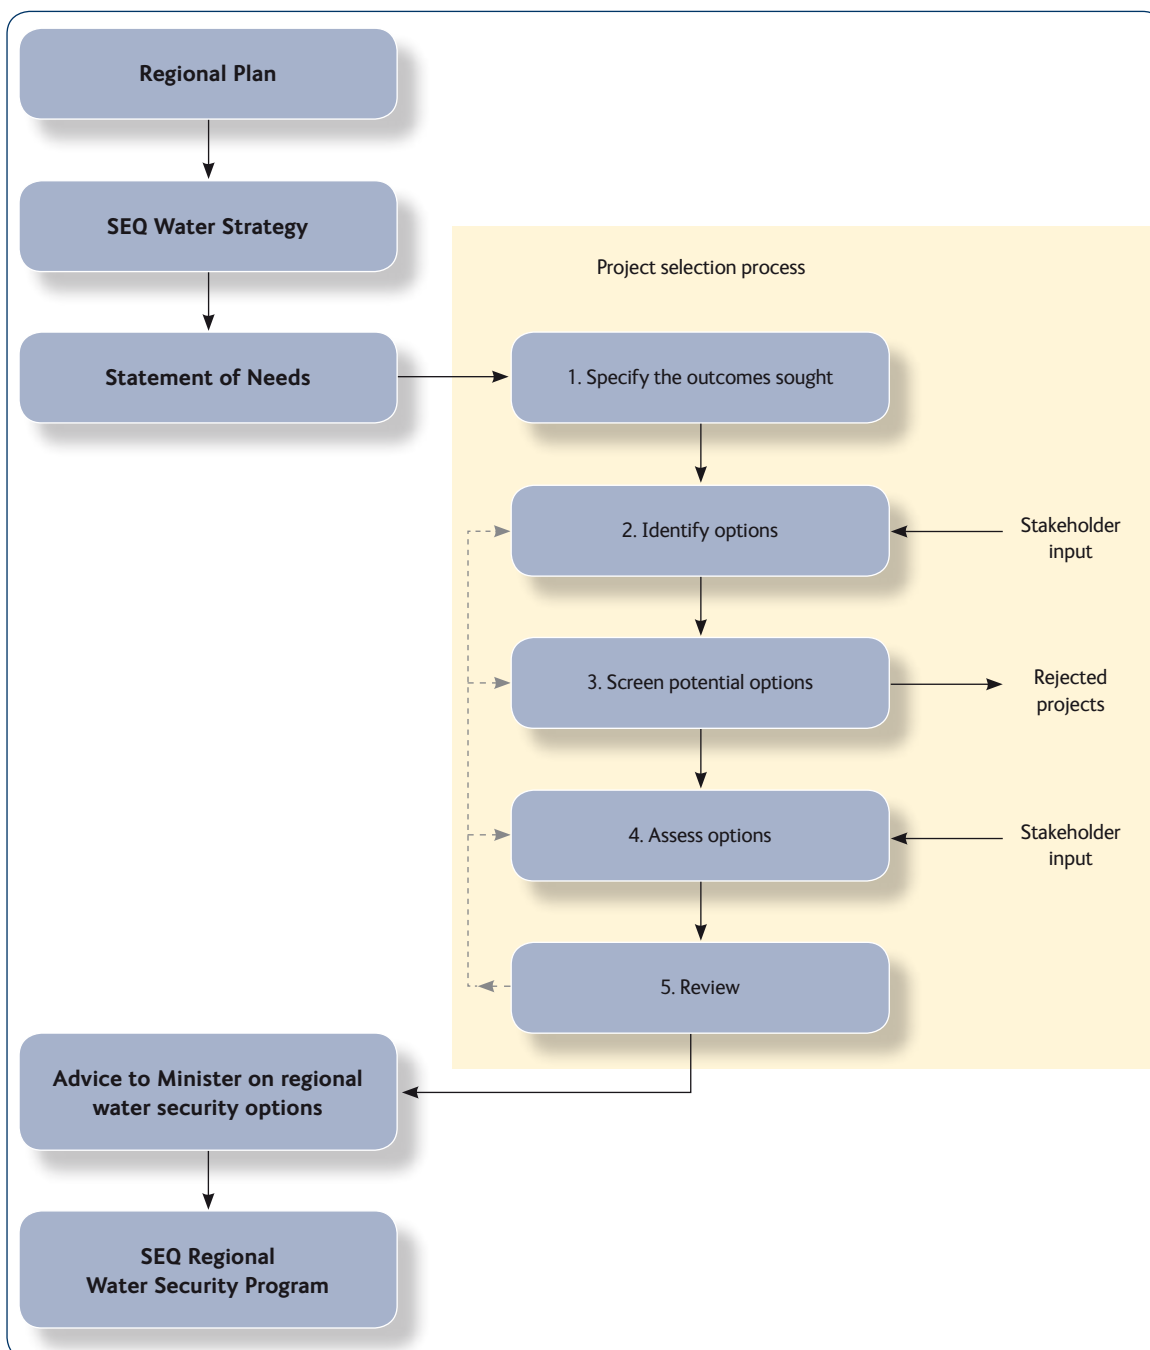 Regional Plan
SEQ Water Strategy
Statement of Needs
Project selection process
1. Specify the outcomes sought
2. Identify options
Stakeholder
input
3. Screen potential options
Rejected
projects
4. Assess options
Stakeholder
input
5. Review
Advice to Minister on regional
water security options
SEQ Regional
Water Security Program